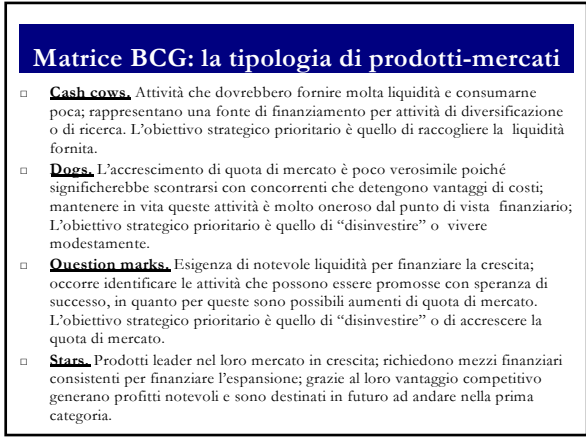 Matrice BCG: la tipologia di prodotti-mercati
Cash cows. Attività che dovrebbero fornire molta liquidità e consumarne
poca; rappresentano una fonte di finanziamento per attività di diversificazione
o di ricerca. L’obiettivo strategico prioritario è quello di raccogliere la liquidità
fornita.
Dogs. L’accrescimento di quota di mercato è poco verosimile poiché
significherebbe scontrarsi con concorrenti che detengono vantaggi di costi;
mantenere in vita queste attività è molto oneroso dal punto di vista finanziario;
L’obiettivo strategico prioritario è quello di “disinvestire” o vivere
modestamente.
Question marks. Esigenza di notevole liquidità per finanziare la crescita;
occorre identificare le attività che possono essere promosse con speranza di
successo, in quanto per queste sono possibili aumenti di quota di mercato.
L’obiettivo strategico prioritario è quello di “disinvestire” o di accrescere la
quota di mercato.
Stars. Prodotti leader nel loro mercato in crescita; richiedono mezzi finanziari
consistenti per finanziare l’espansione; grazie al loro vantaggio competitivo
generano profitti notevoli e sono destinati in futuro ad andare nella prima
categoria.